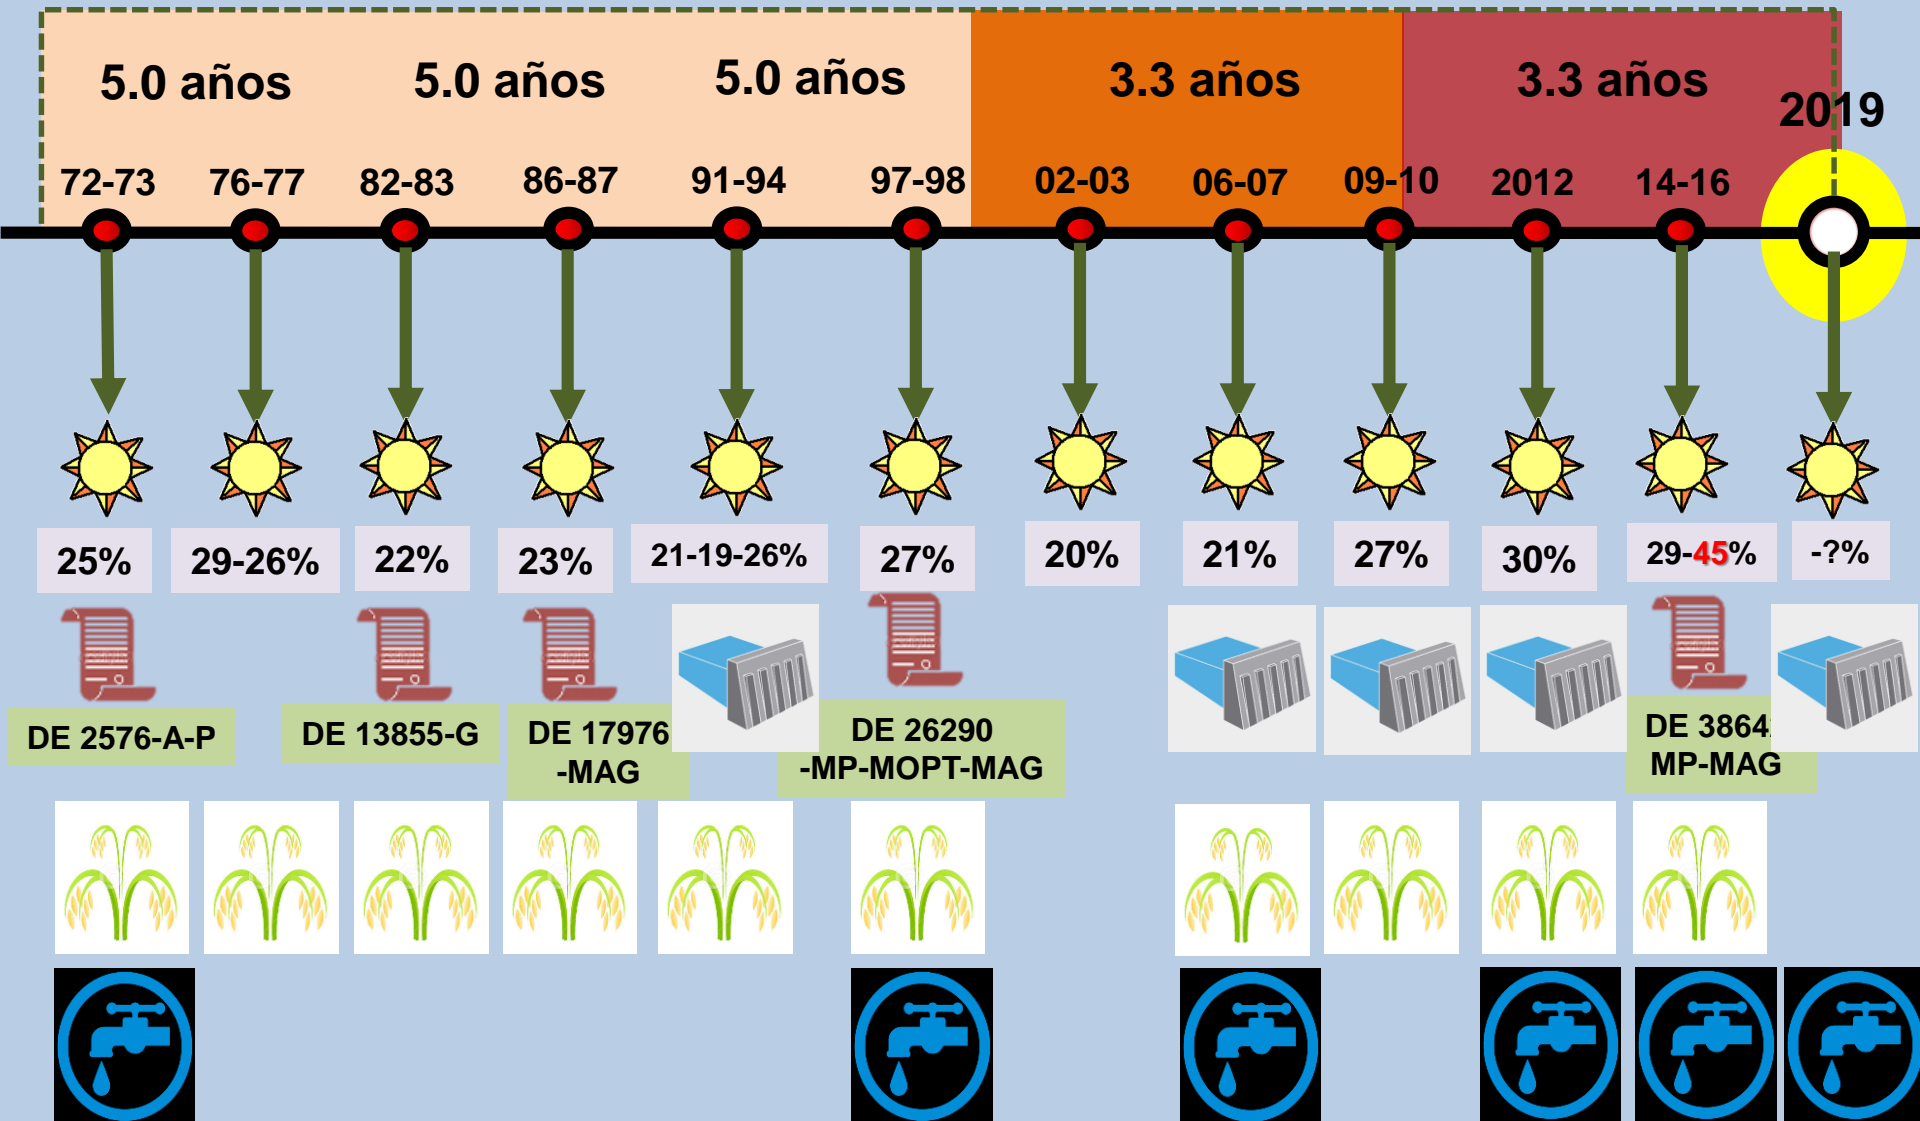 5.0 años
5.0 años
5.0 años
3.3 años
3.3 años
2019
72-73
76-77
82-83
86-87
91-94
97-98
02-03
06-07
09-10
2012
14-16
25%
29-26%
22%
23%
21-19-26%
27%
20%
21%
27%
30%
29-45%
-?%
DE 2576-A-P
DE 13855-G
DE 17976
-MAG
DE 26290
-MP-MOPT-MAG
DE 3864
MP-MAG